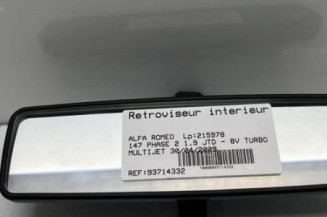 Retroviseur interieur
ALFA ROMEO Lp:215978
147 PHASE 2 1.9 JTD - 8V TURBO
MULTIJET 30/04/2009
REF:93714332